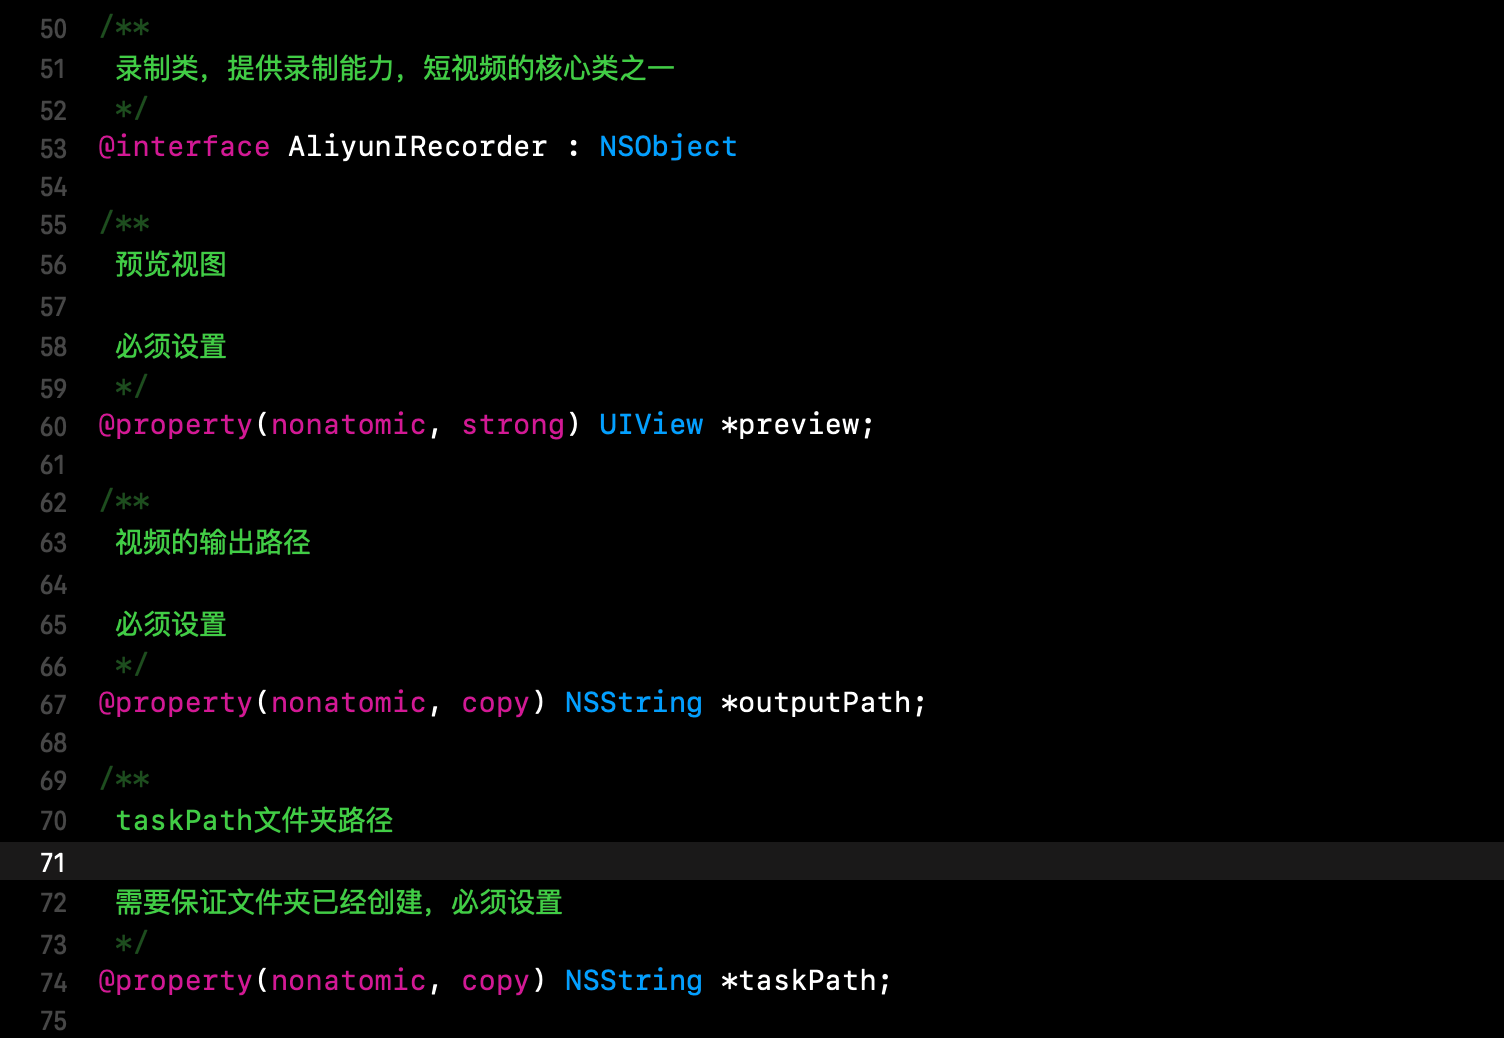 50 /**
51 录制类，提供录制能力，短视频的核心类之一
52 */
53 @interface AliyunIRecorder : NSObject
54
55 /**
56 预览视图
57
58 必须设置
59 */
60 @property(nonatomic, strong) UIView *preview;
61
62 /**
63 视频的输出路径
64
65 必须设置
66 */
67 @property(nonatomic, copy) NSString *outputPath;
68
69 /**
70 taskPath文件夹路径
71
72 需要保证文件夹已经创建，必须设置
73 */
74 @property(nonatomic, copy) NSString *taskPath;
75